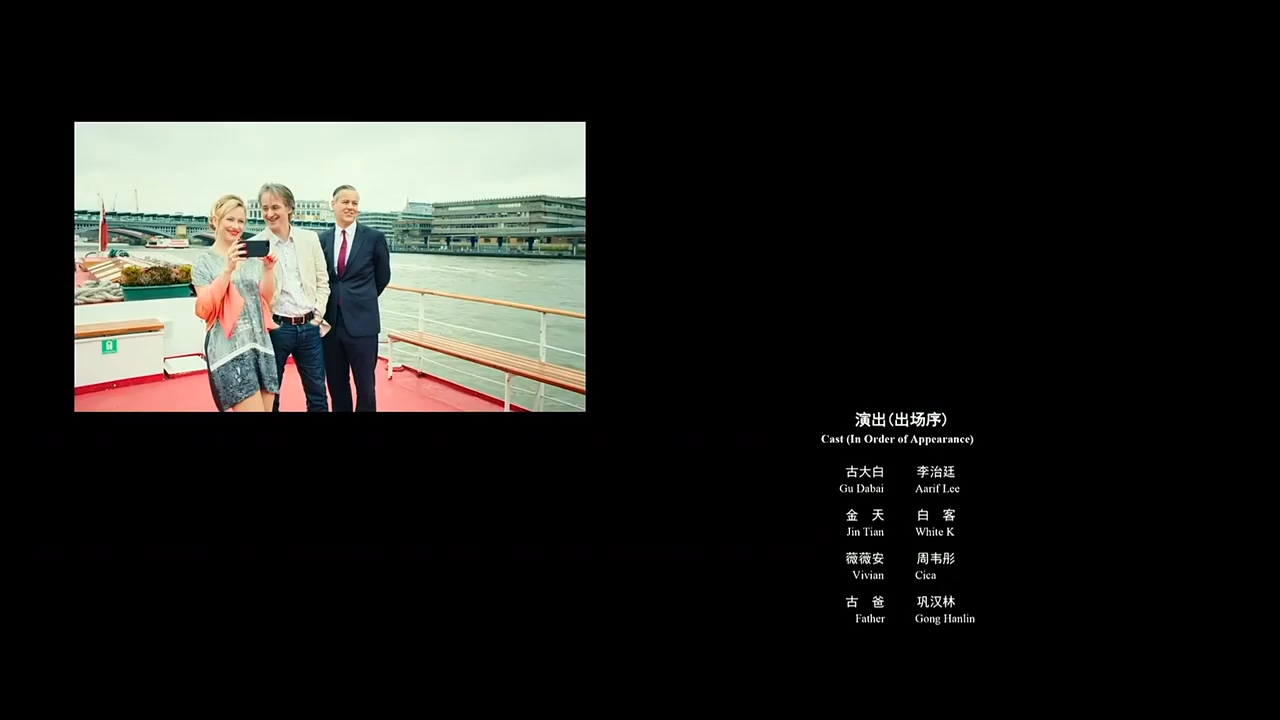 演出(出场序)
Cast (In Order of Appearance)
古大白 李治廷
Gu Dabai Aarif Lee
金 天 白 客
Jin Tian White K
薇薇安 周韦彤
Vivian Cica
古 爸 巩汉林
Father Gong Hanlin